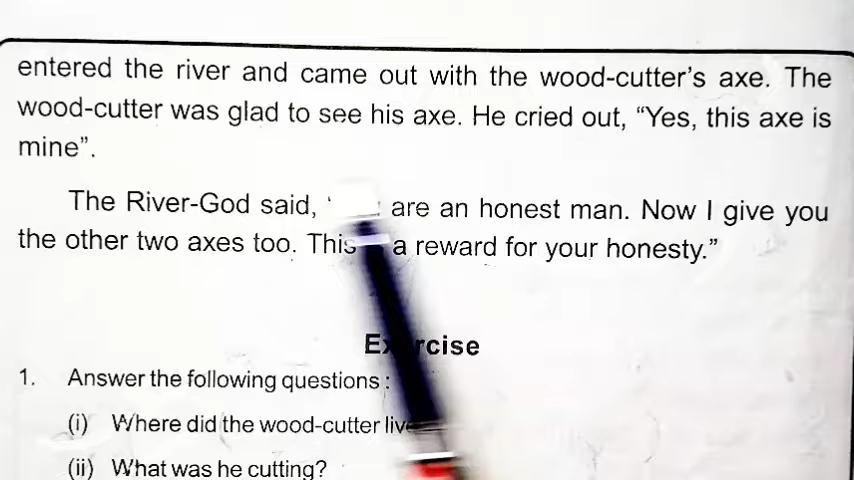 entered the river and came out with the wood-cutter's axe. The
wood-cutter was glad to see his axe. He cried out, “Yes, this axe is
mine”.
The River-God said, ‘ are an honest man. Now I give you
the other two axes too. This a reward for your honesty.”
Exercise
1. Answer the following questions :
(i) Where did the wood-cutter live
(ii) What was he cutting?